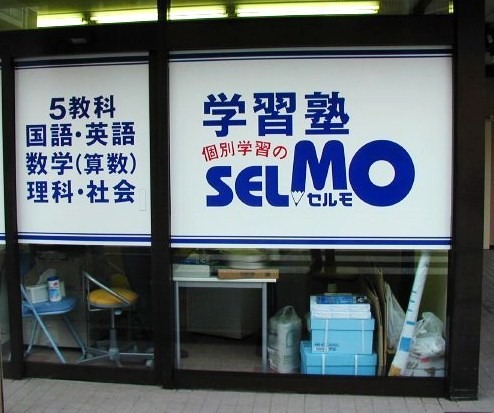 5教科
国語・英語
数学(算数)
理科・社会
学習塾
個別学習の
SELMO
セルモ